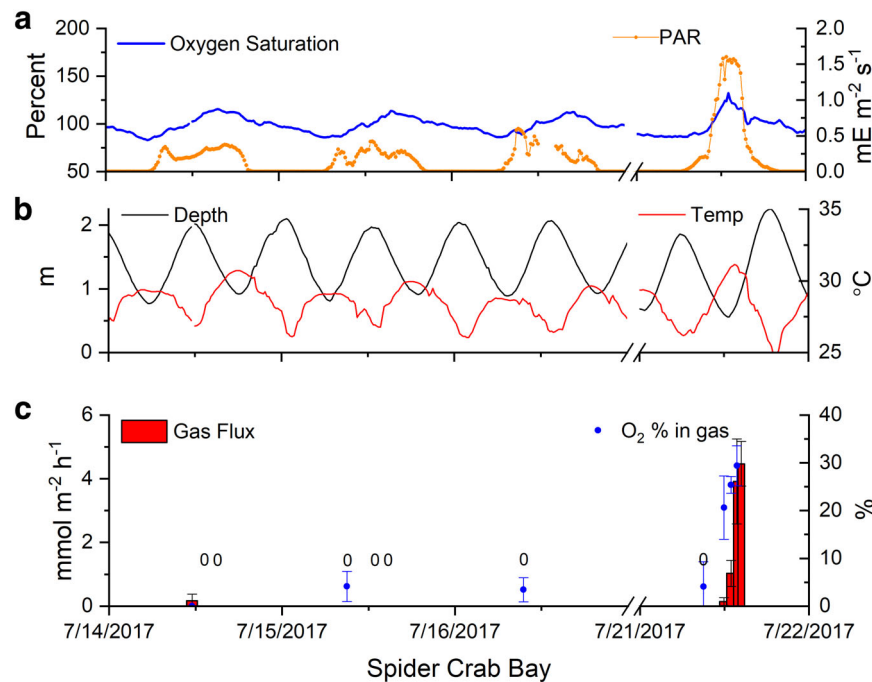 a
200
150
100
50
Percent
Oxygen Saturation
PAR
2.0
1.5
1.0
0.5
0.0
mE m⁻² s⁻¹
b
2
1
0
m
Depth
Temp
35
30
25
°C
c
6
4
2
0
mmol m⁻² h⁻¹
Gas Flux
O₂ % in gas
40
30
20
10
0
%
0 0
0
0 0
0
0
7/14/2017
7/15/2017
7/16/2017
7/21/2017
7/22/2017
Spider Crab Bay